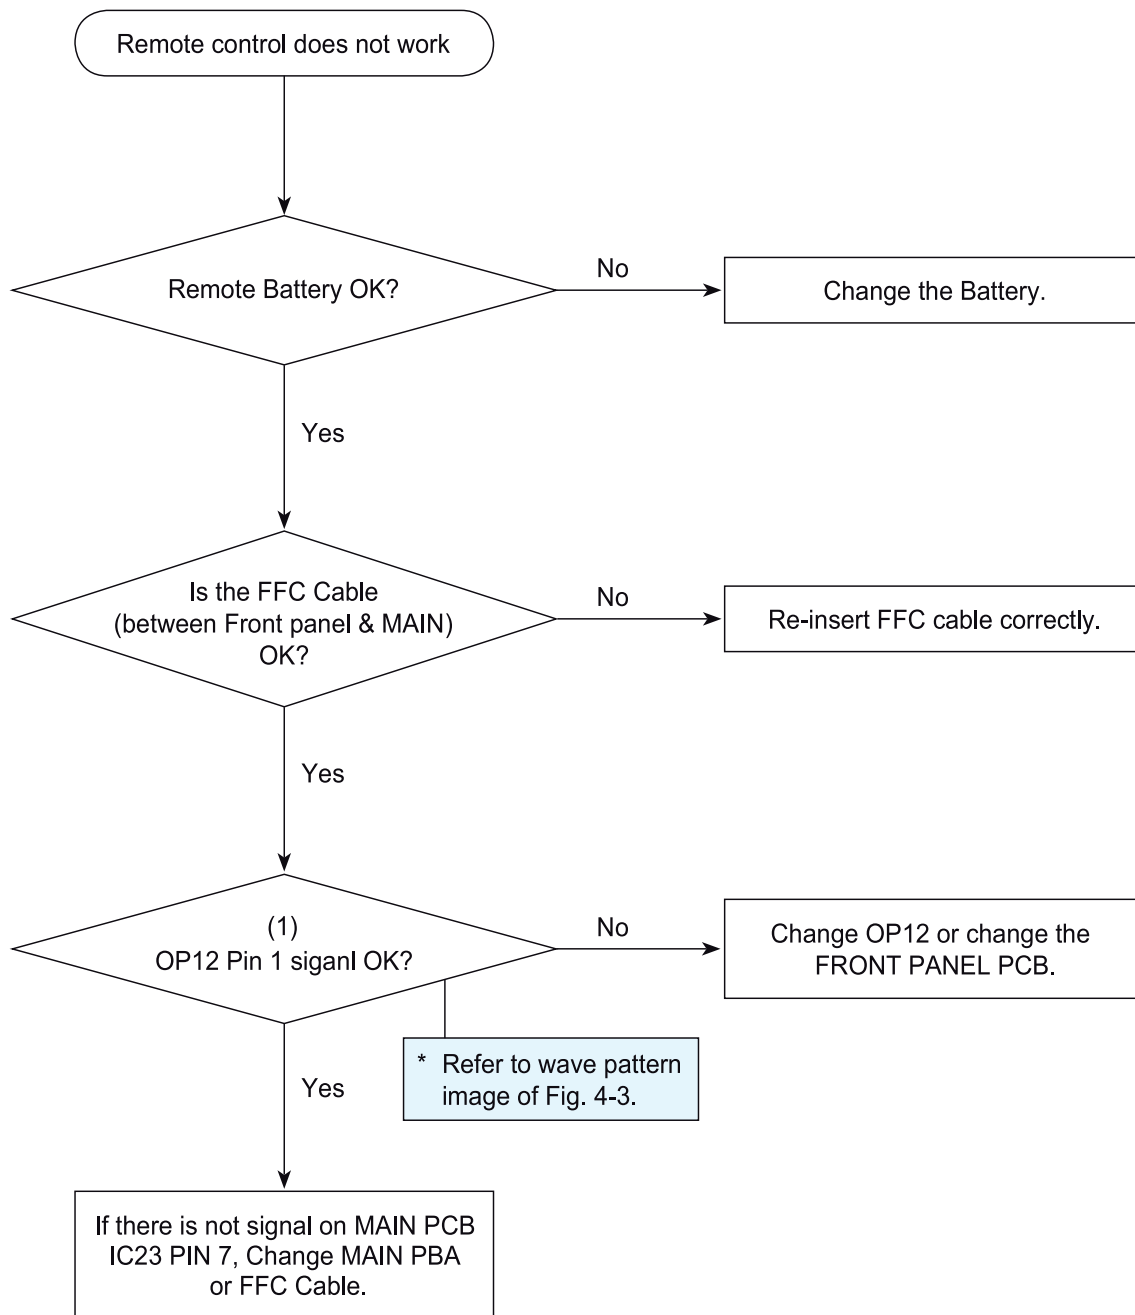 Remote control does not work
Remote Battery OK?
No
Change the Battery.
Yes
Is the FFC Cable
(between Front panel & MAIN)
OK?
No
Re-insert FFC cable correctly.
Yes
(1)
OP12 Pin 1 siganl OK?
No
Change OP12 or change the
FRONT PANEL PCB.
* Refer to wave pattern
image of Fig. 4-3.
Yes
If there is not signal on MAIN PCB
IC23 PIN 7, Change MAIN PBA
or FFC Cable.